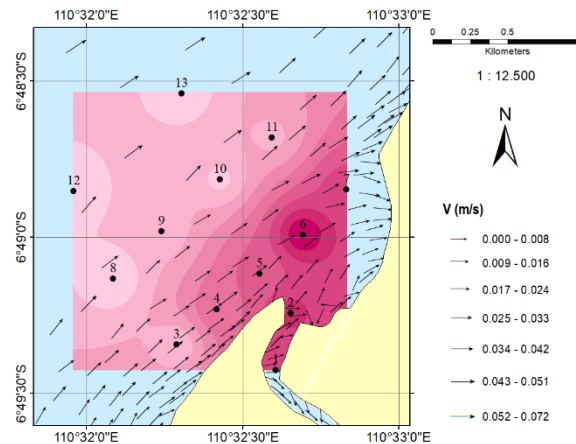 110°32'0"E 110°32'30"E 110°33'0"E
6°48'30"S
6°49'0"S
6°49'30"S
13
11
10
12
7
9
6
8
5
4
2
3
1
110°32'0"E 110°32'30"E 110°33'0"E
0 0.25 0.5
Kilometers
1 : 12.500
N
V (m/s)
0.000 - 0.008
0.009 - 0.016
0.017 - 0.024
0.025 - 0.033
0.034 - 0.042
0.043 - 0.051
0.052 - 0.072